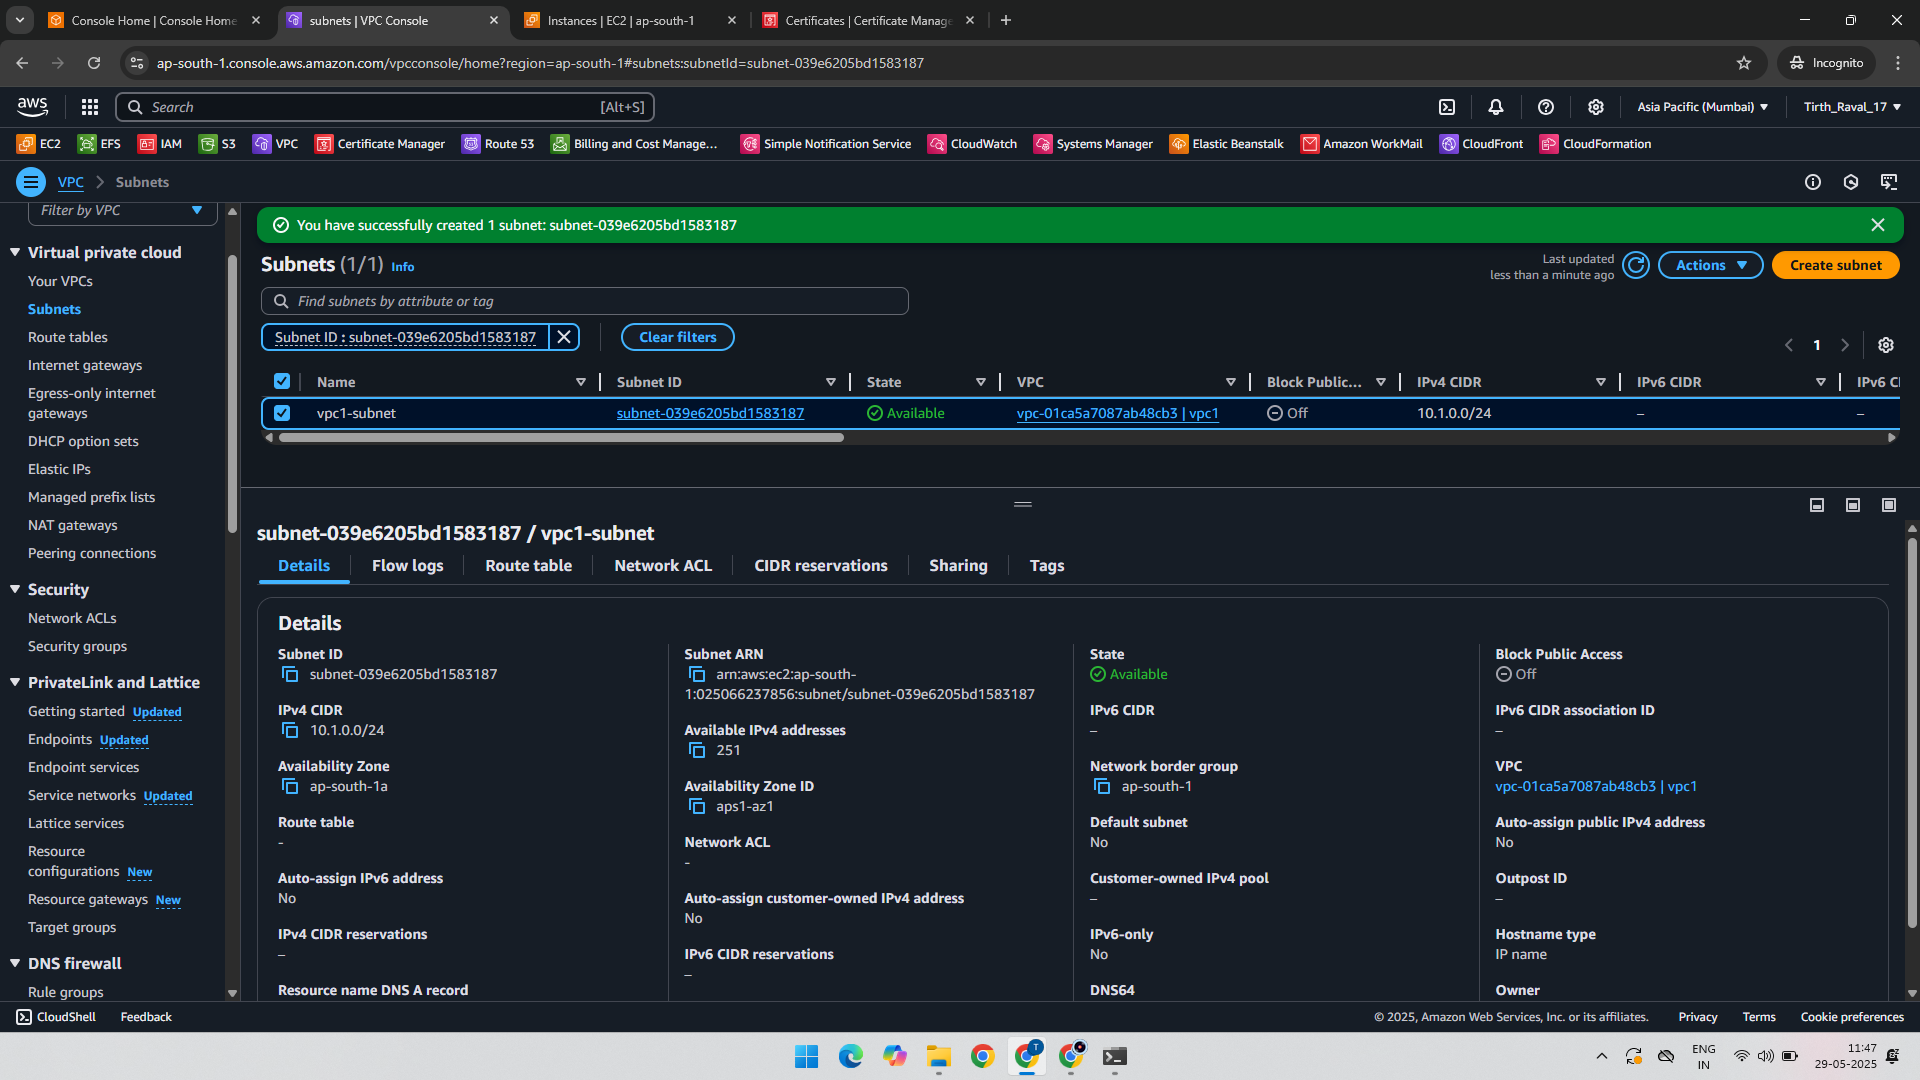 Console Home | Console Home
subnets | VPC Console
Instances | EC2 | ap-south-1
Certificates | Certificate Manage
ap-south-1.console.aws.amazon.com/vpcconsole/home?region=ap-south-1#subnets:subnetId=subnet-039e6205bd1583187
Incognito
aws
Search
[Alt+S]
Asia Pacific (Mumbai)
Tirth_Raval_17
EC2
EFS
IAM
S3
VPC
Certificate Manager
Route 53
Billing and Cost Manage...
Simple Notification Service
CloudWatch
Systems Manager
Elastic Beanstalk
Amazon WorkMail
CloudFront
CloudFormation
VPC
Subnets
Filter by VPC
Virtual private cloud
Your VPCs
Subnets
Route tables
Internet gateways
Egress-only internet
gateways
DHCP option sets
Elastic IPs
Managed prefix lists
NAT gateways
Peering connections
Security
Network ACLs
Security groups
PrivateLink and Lattice
Getting started Updated
Endpoints Updated
Endpoint services
Service networks Updated
Lattice services
Resource
configurations New
Resource gateways New
Target groups
DNS firewall
Rule groups
You have successfully created 1 subnet: subnet-039e6205bd1583187
Subnets (1/1) Info
Last updated
less than a minute ago
Actions
Create subnet
Find subnets by attribute or tag
Subnet ID : subnet-039e6205bd1583187
Clear filters
1
Name
Subnet ID
State
VPC
Block Public...
IPv4 CIDR
IPv6 CIDR
IPv6 CI
vpc1-subnet
subnet-039e6205bd1583187
Available
vpc-01ca5a7087ab48cb3 | vpc1
Off
10.1.0.0/24
–
–
subnet-039e6205bd1583187 / vpc1-subnet
Details
Flow logs
Route table
Network ACL
CIDR reservations
Sharing
Tags
Details
Subnet ID
subnet-039e6205bd1583187
IPv4 CIDR
10.1.0.0/24
Availability Zone
ap-south-1a
Route table
-
Auto-assign IPv6 address
No
IPv4 CIDR reservations
–
Resource name DNS A record
Subnet ARN
arn:aws:ec2:ap-south-
1:025066237856:subnet/subnet-039e6205bd1583187
Available IPv4 addresses
251
Availability Zone ID
aps1-az1
Network ACL
-
Auto-assign customer-owned IPv4 address
No
IPv6 CIDR reservations
–
State
Available
IPv6 CIDR
–
Network border group
ap-south-1
Default subnet
No
Customer-owned IPv4 pool
–
IPv6-only
No
DNS64
Block Public Access
Off
IPv6 CIDR association ID
–
VPC
vpc-01ca5a7087ab48cb3 | vpc1
Auto-assign public IPv4 address
No
Outpost ID
–
Hostname type
IP name
Owner
CloudShell
Feedback
© 2025, Amazon Web Services, Inc. or its affiliates.
Privacy
Terms
Cookie preferences
T
ENG
IN
11:47
29-05-2025